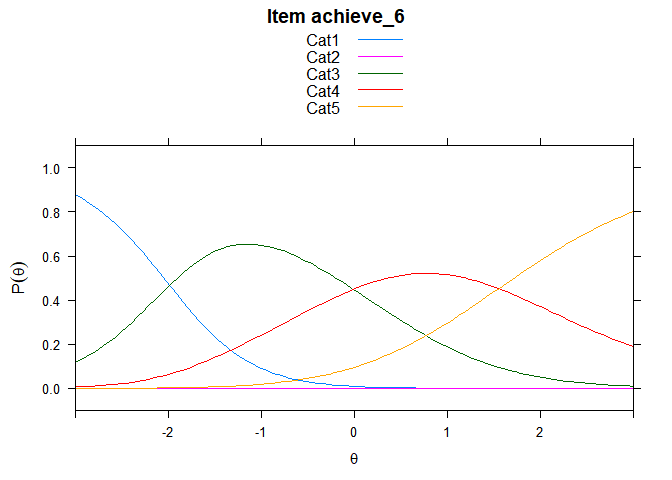 Item achieve_6
Cat1
Cat2
Cat3
Cat4
Cat5
1.0
0.8
0.6
0.4
0.2
0.0
P(θ)
-2 -1 0 1 2
θ